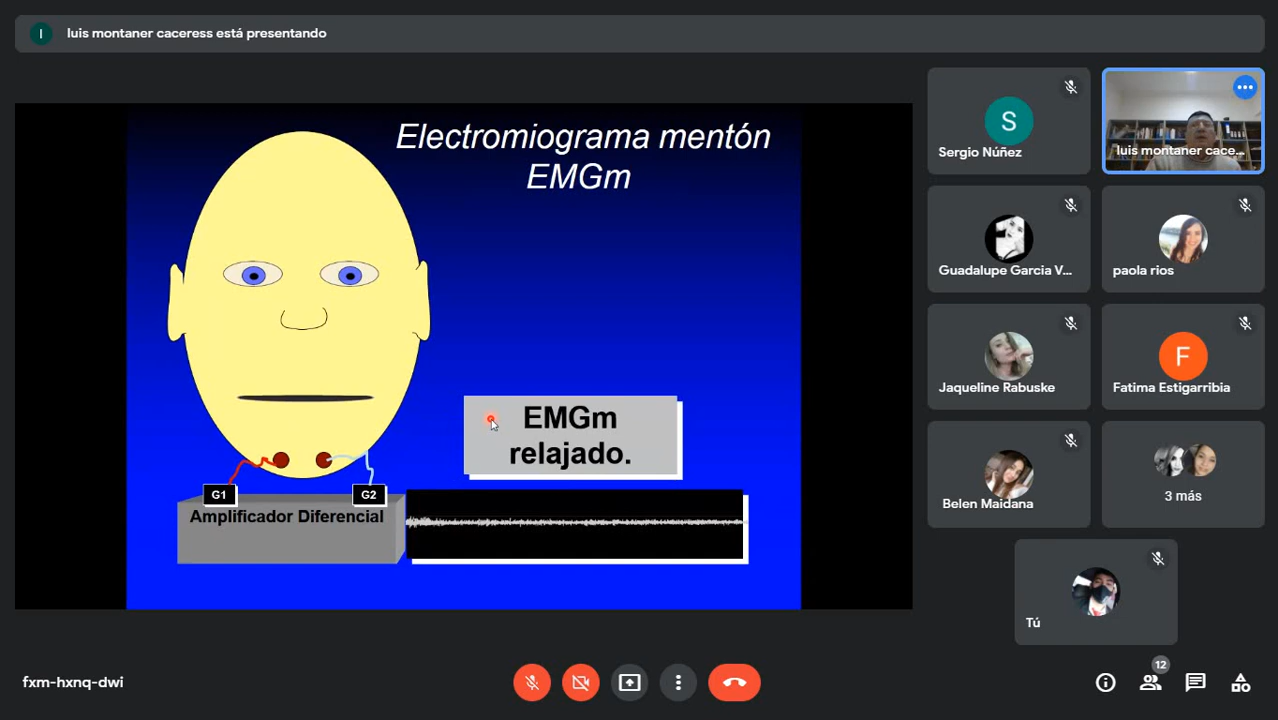 I
luis montaner caceress está presentando
Electromiograma mentón
EMGm
EMGm
relajado.
G1
G2
Amplificador Diferencial
S
Sergio Núñez
luis montaner cace...
Guadalupe Garcia V...
paola rios
Jaqueline Rabuske
F
Fatima Estigarribia
Belen Maidana
3 más
Tú
fxm-hxnq-dwi
12